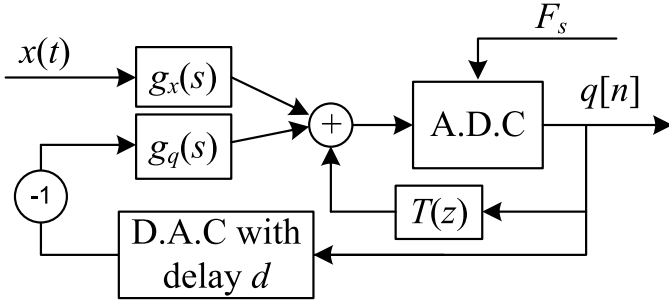 F_s
x(t)
g_x(s)
q[n]
+
A.D.C
g_q(s)
-1
T(z)
D.A.C with
delay d